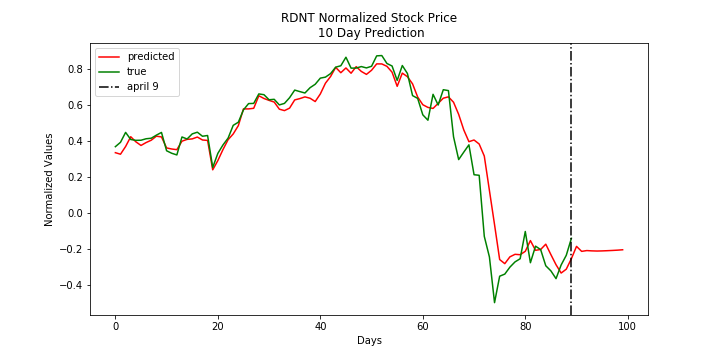 RDNT Normalized Stock Price
10 Day Prediction
predicted
true
april 9
Normalized Values
0.8
0.6
0.4
0.2
0.0
−0.2
−0.4
0 20 40 60 80 100
Days